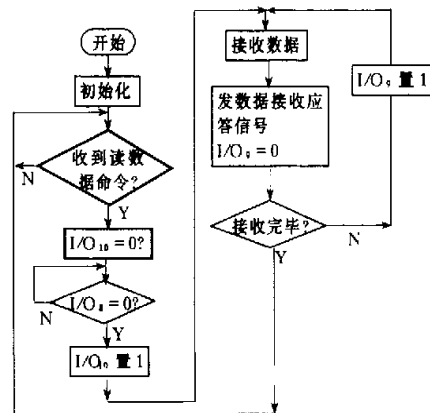 开始
初始化
收到读数
据命令?
N
Y
I/O₁₀ = 0?
I/O₈ = 0?
N
Y
I/O₁₀ 置 1
接收数据
发数据接收应
答信号
I/O₉ = 0
接收完毕?
N
Y
I/O₉ 置 1